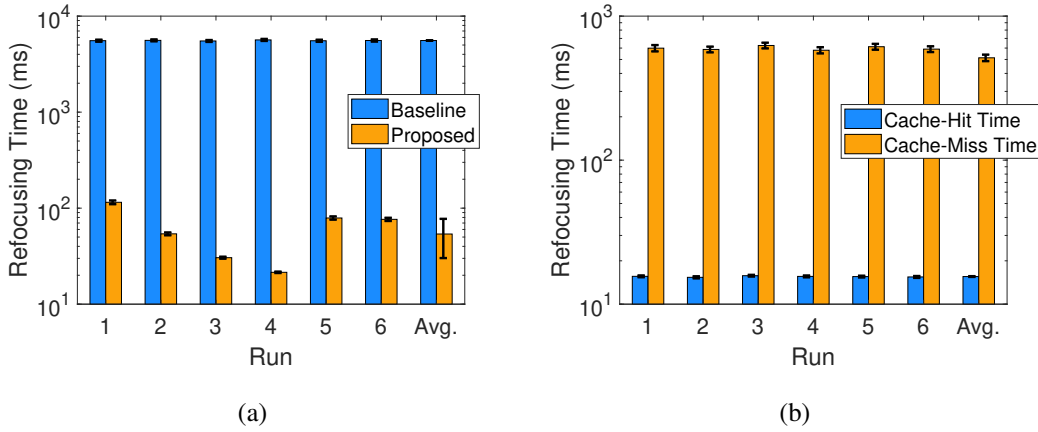 10^4
10^3
10^2
10^1
Refocusing Time (ms)
Baseline
Proposed
1 2 3 4 5 6 Avg.
Run
(a)
10^3
10^2
10^1
Refocusing Time (ms)
Cache-Hit Time
Cache-Miss Time
1 2 3 4 5 6 Avg.
Run
(b)